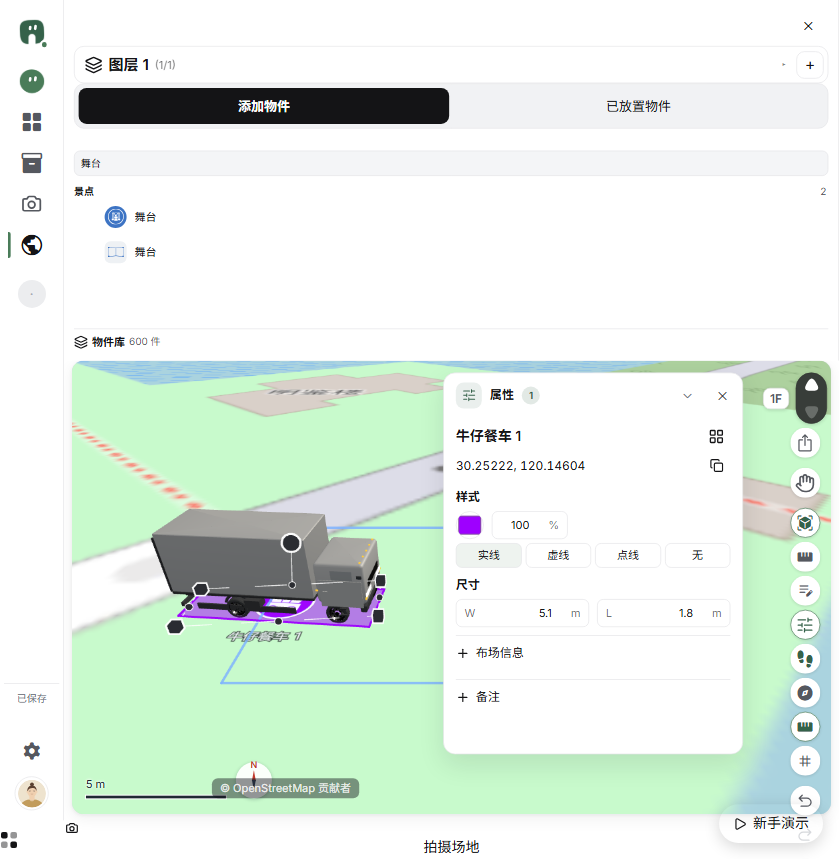 图层 1 (1/1)
+
添加物件
已放置物件
舞台
景点 2
舞台
舞台
物件库 600 件
属性 1
1F
牛仔餐车 1
30.25222, 120.14604
样式
100 %
实线 虚线 点线 无
尺寸
W 5.1 m L 1.8 m
牛仔餐车 1
+ 布场信息
+ 备注
已保存
N
5 m
© OpenStreetMap 贡献者
新手演示
拍摄场地